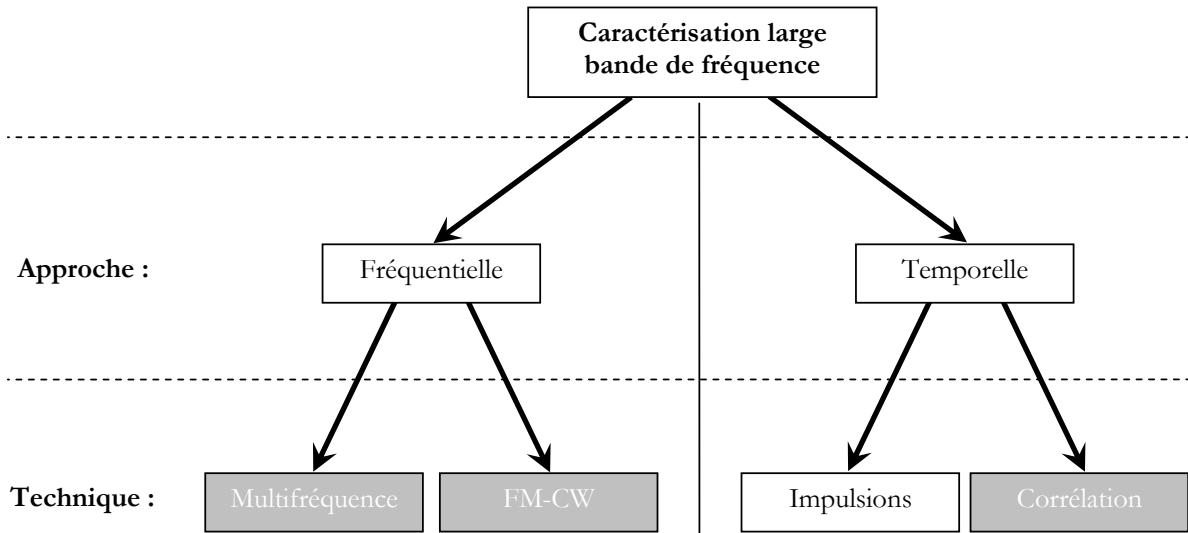 Caractérisation large
bande de fréquence
Approche :
Fréquentielle
Temporelle
Technique :
Multifréquence
FM-CW
Impulsions
Corrélation